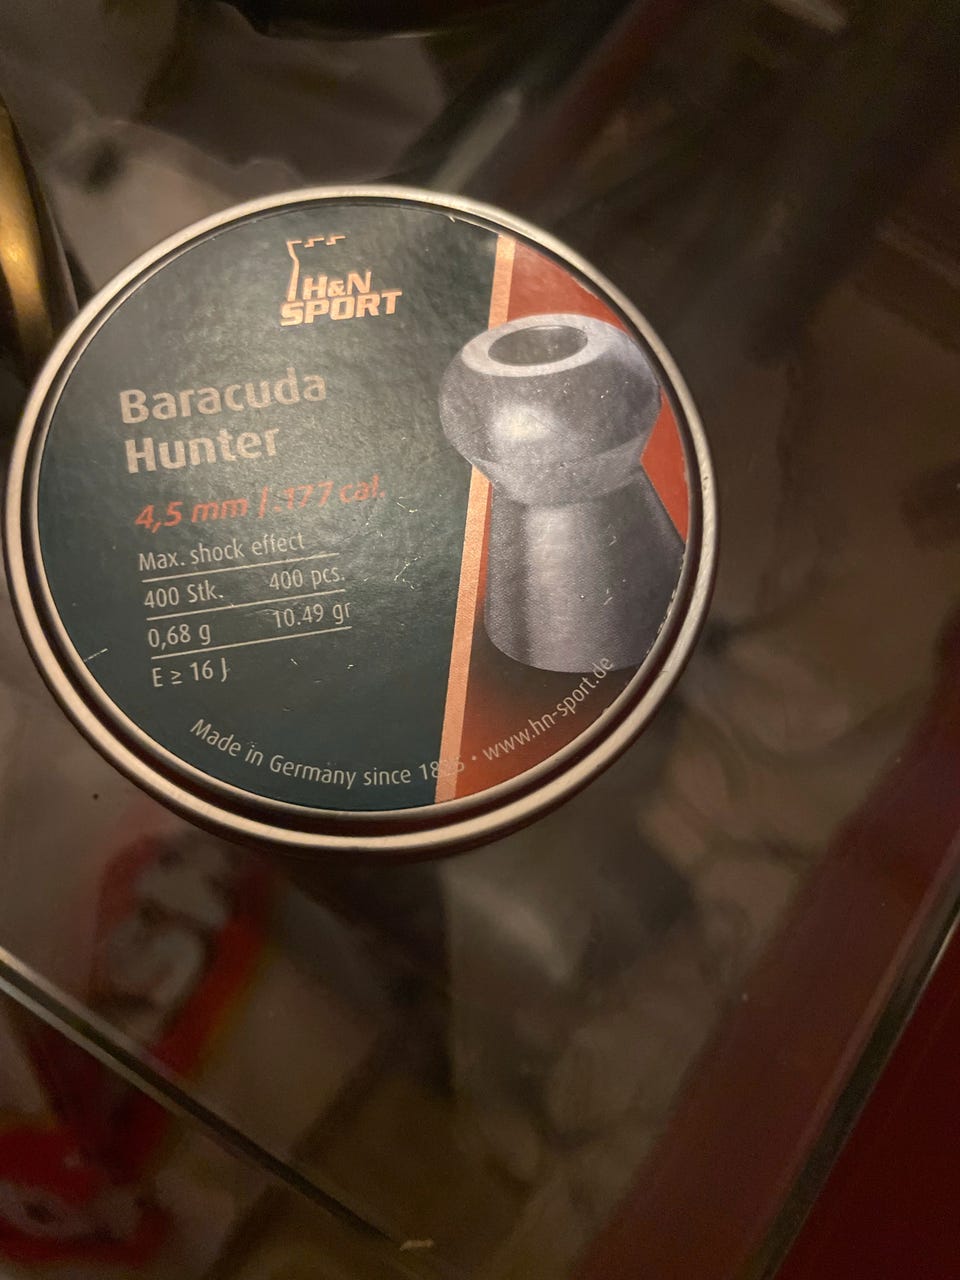 H&N
SPORT
Baracuda
Hunter
4,5 mm / .177 cal.
Max. shock effect
400 Stk. 400 pcs.
0,68 g 10.49 gr
E ≥ 16 J
Made in Germany since • www.hn-sport.de